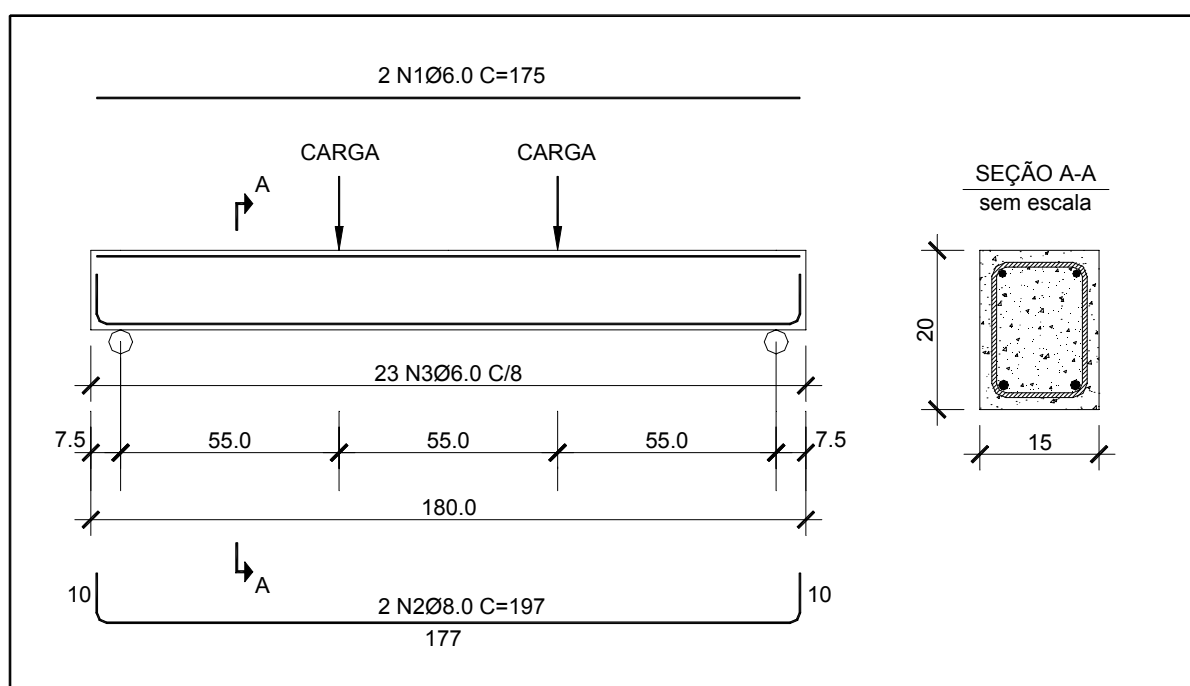 2 N1Ø6.0 C=175
CARGA
CARGA
A
SEÇÃO A-A
sem escala
20
15
23 N3Ø6.0 C/8
7.5
55.0
55.0
55.0
7.5
180.0
A
10
2 N2Ø8.0 C=197
10
177